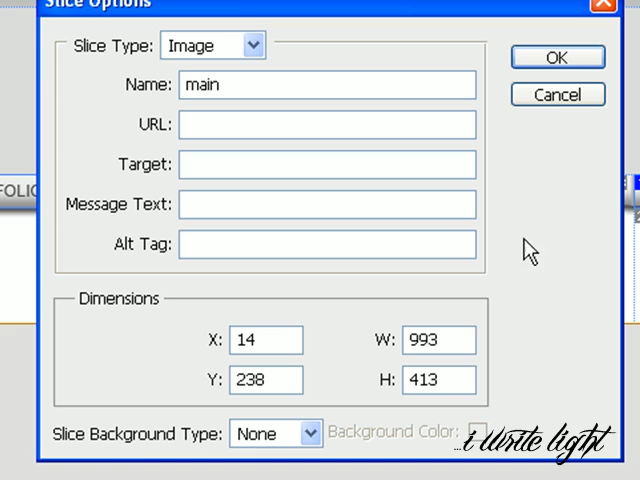 Slice Options
Slice Type: Image
OK
Name: main
Cancel
URL:
FOLIO
Target:
Message Text:
Alt Tag:
Dimensions
X: 14 W: 993
Y: 238 H: 413
Slice Background Type: None Background Color:
...i write light